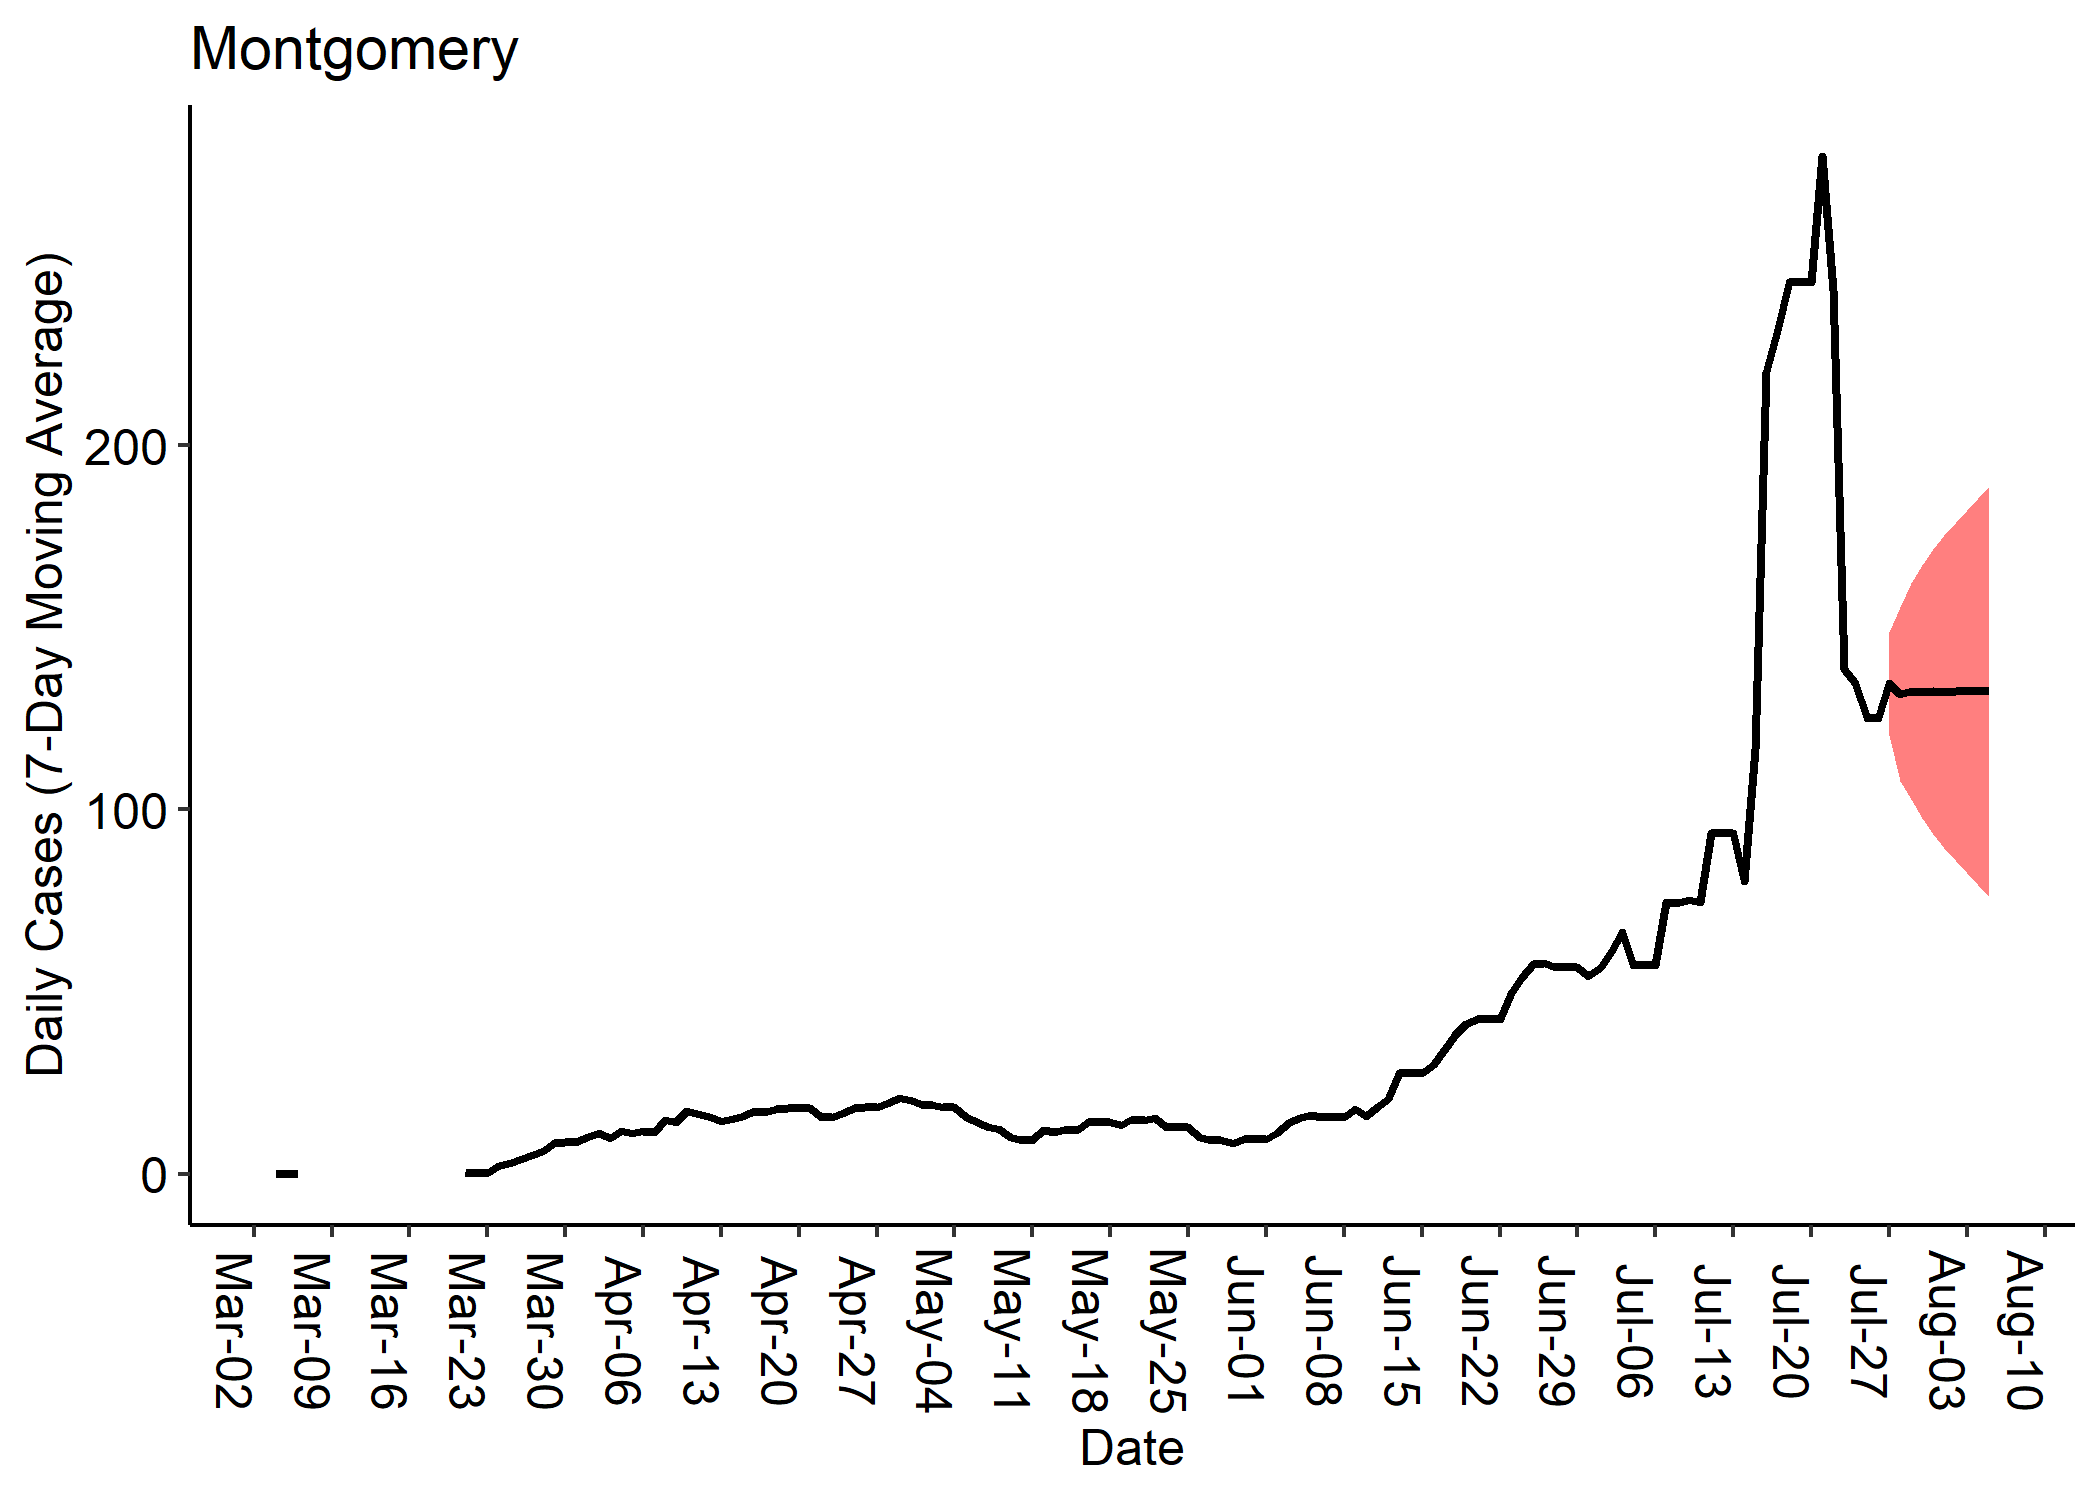 Montgomery
Daily Cases (7-Day Moving Average)
200
100
0
Mar-02
Mar-09
Mar-16
Mar-23
Mar-30
Apr-06
Apr-13
Apr-20
Apr-27
May-04
May-11
May-18
May-25
Jun-01
Jun-08
Jun-15
Jun-22
Jun-29
Jul-06
Jul-13
Jul-20
Jul-27
Aug-03
Aug-10
Date